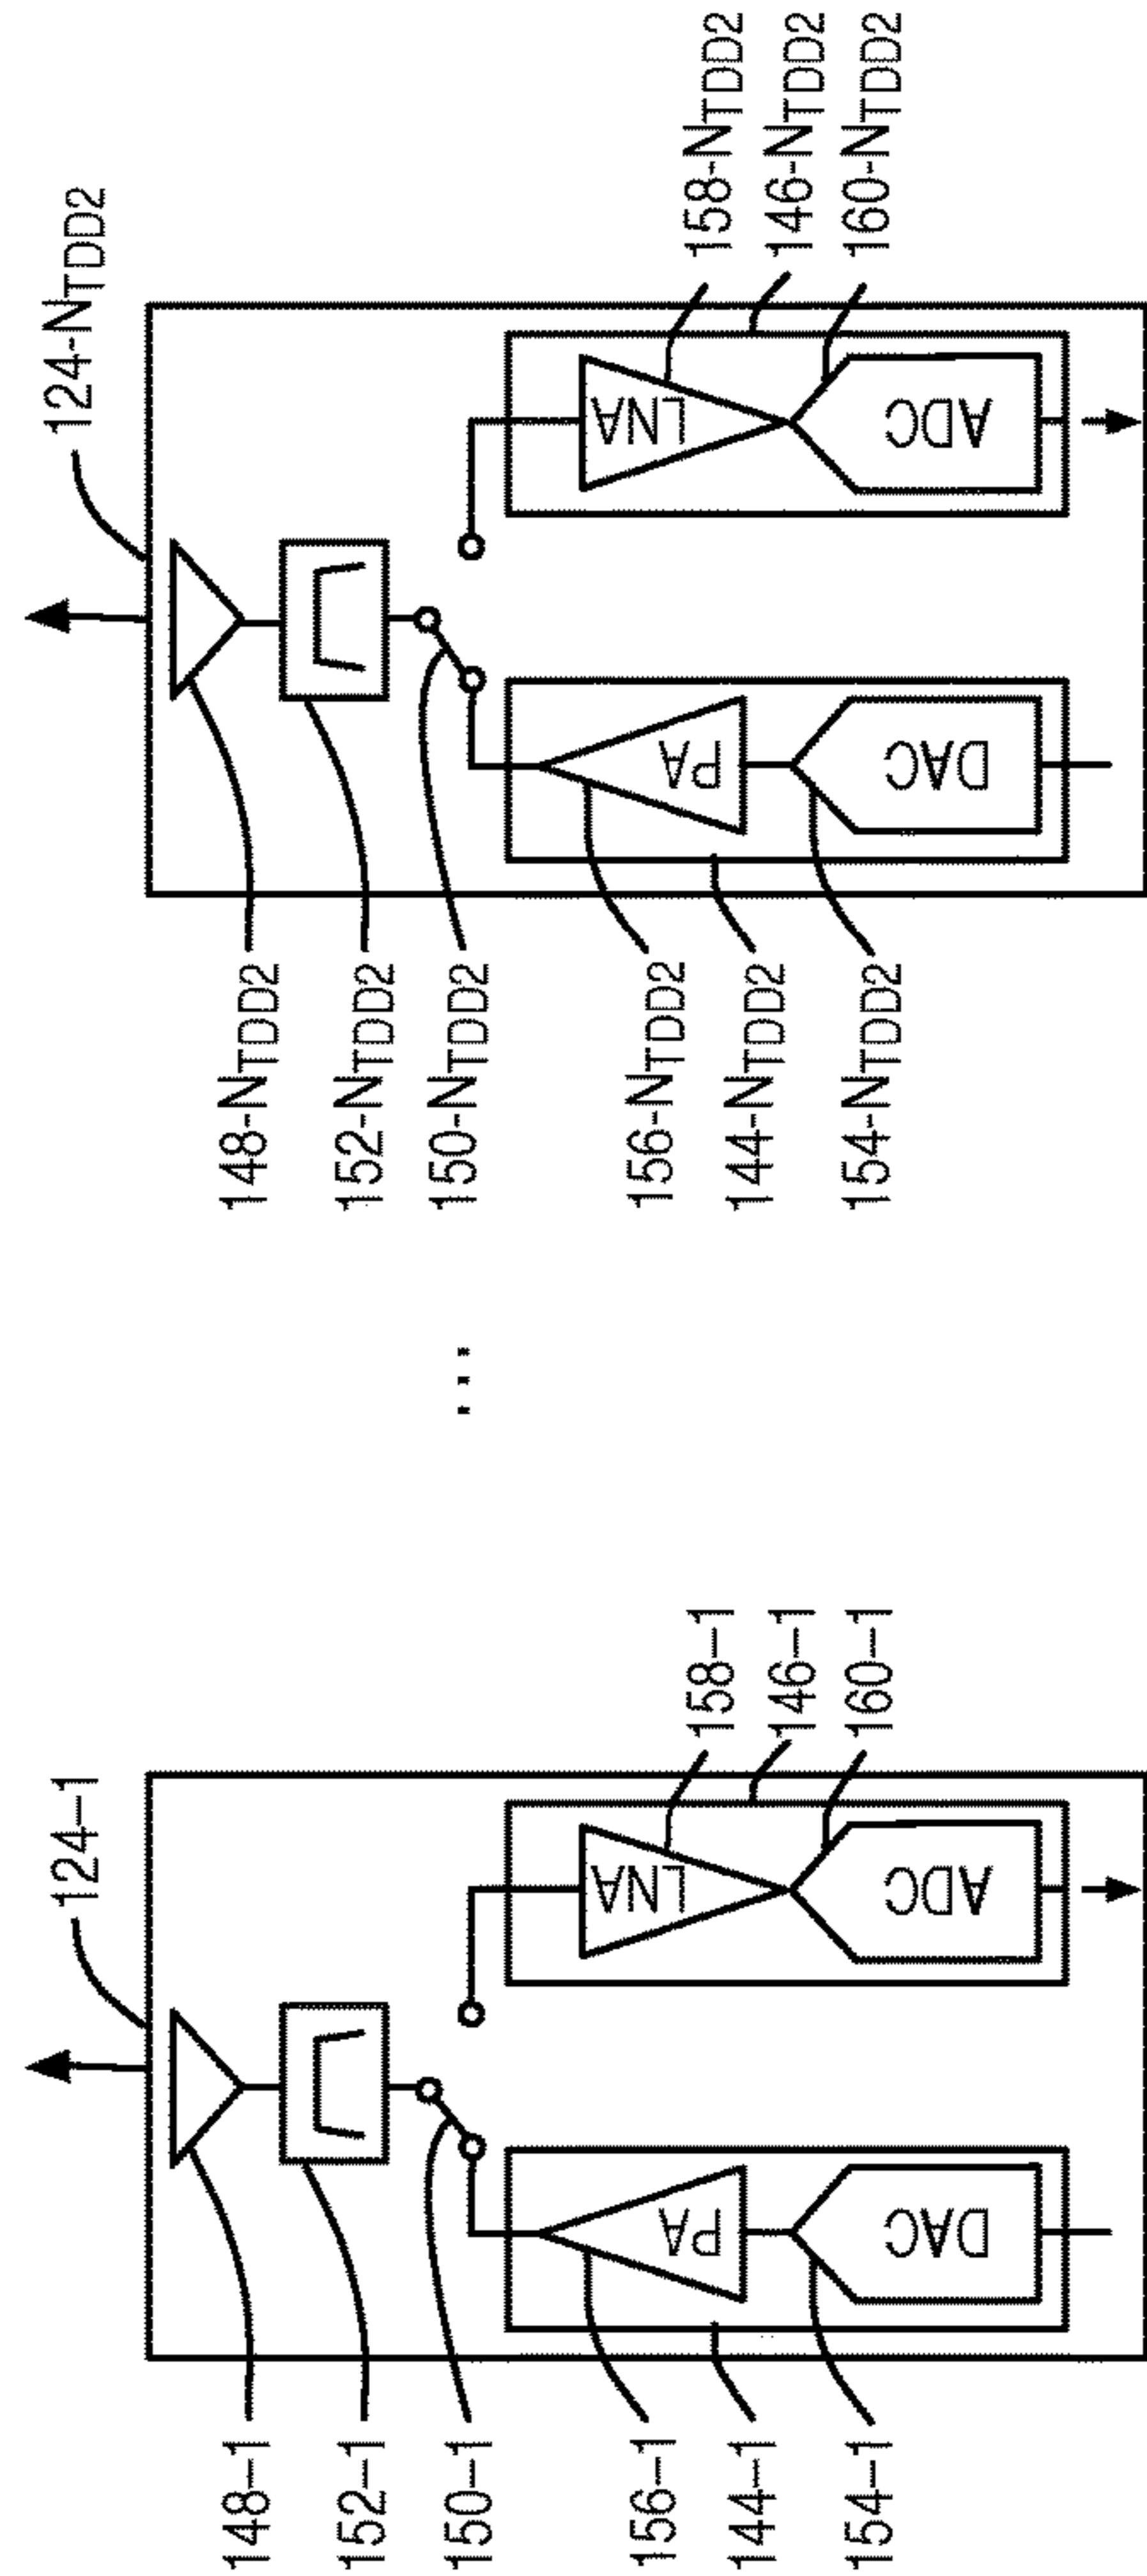 124–1
148–1
152–1
150–1
156–1
144–1
154–1
PA
DAC
LNA
ADC
158–1
146–1
160–1
...
124-NTDD2
148-NTDD2
152-NTDD2
150-NTDD2
156-NTDD2
144-NTDD2
154-NTDD2
PA
DAC
LNA
ADC
158-NTDD2
146-NTDD2
160-NTDD2